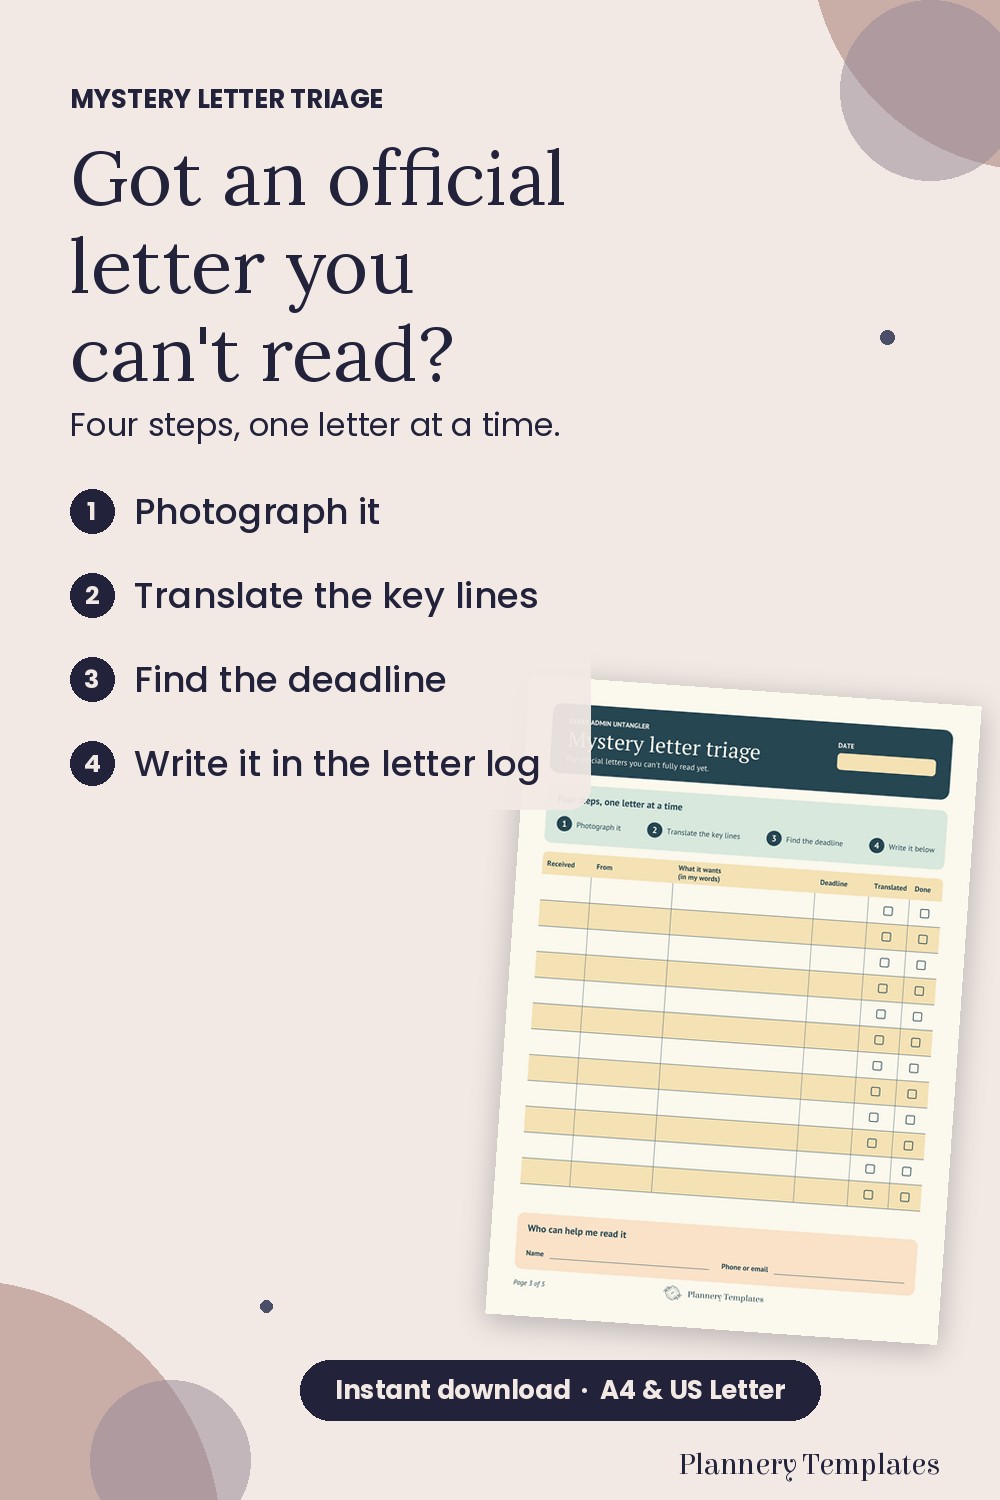 MYSTERY LETTER TRIAGE
Got an official
letter you
can't read?
Four steps, one letter at a time.
1 Photograph it
2 Translate the key lines
3 Find the deadline
4 Write it in the letter log
ADMIN UNTANGLER
Mystery letter triage
letters you can't fully read yet.
DATE
steps, one letter at a time
1 Photograph it 2 Translate the key lines 3 Find the deadline 4 Write it below
Received From What it wants (in my words) Deadline Translated Done
Who can help me read it
Name Phone or email
Page 3 of 5
Plannery Templates
Instant download · A4 & US Letter
Plannery Templates